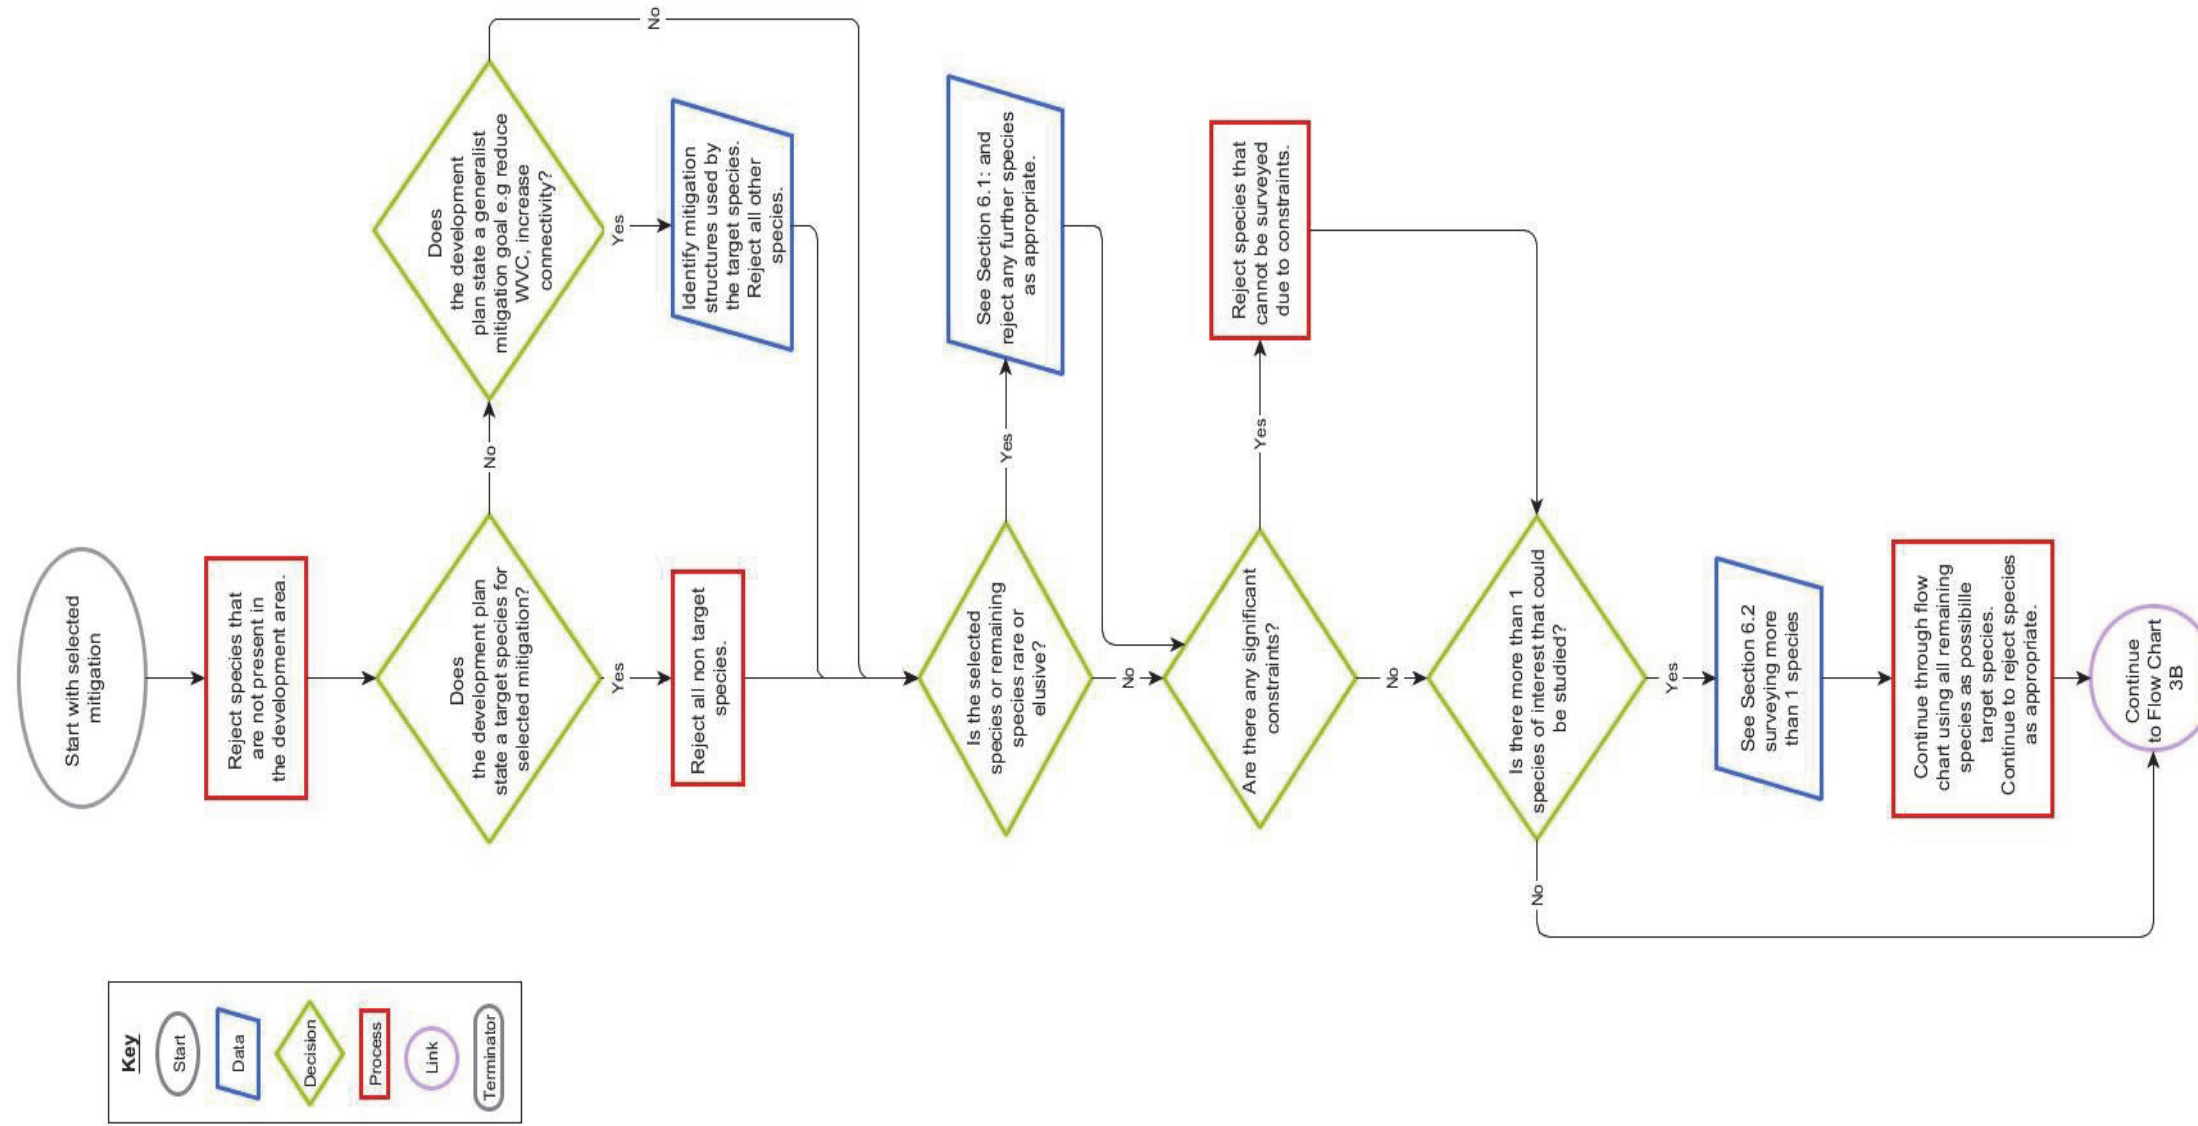 Start with selected
mitigation
Reject species that
are not present in
the development area.
Does
the development plan
state a target species for
selected mitigation?
No
Does
the development
plan state a generalist
mitigation goal e.g reduce
WVC, increase
connectivity?
No
Yes
Reject all non target
species.
Yes
Identify mitigation
structures used by
the target species.
Reject all other
species.
Is the selected
species or remaining
species rare or
elusive?
Yes
See Section 6.1: and
reject any further species
as appropriate.
No
Are there any significant
constraints?
Yes
Reject species that
cannot be surveyed
due to constraints.
No
Is there more than 1
species of interest that could
be studied?
No
Yes
See Section 6.2
surveying more
than 1 species
Continue through flow
chart using all remaining
species as possibille
target species.
Continue to reject species
as appropriate.
Continue
to Flow Chart
3B
Key
Start
Data
Decision
Process
Link
Terminator